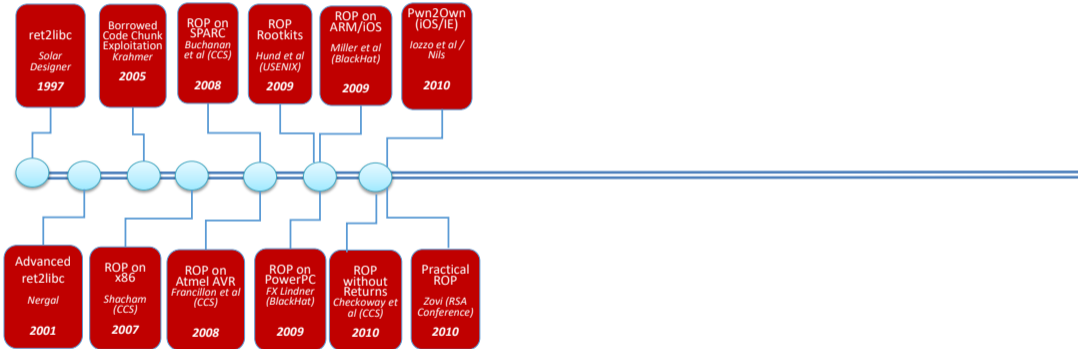 ret2libc
Solar
Designer
1997
Borrowed
Code Chunk
Exploitation
Krahmer
2005
ROP on
SPARC
Buchanan
et al (CCS)
2008
ROP
Rootkits
Hund et al
(USENIX)
2009
ROP on
ARM/iOS
Miller et al
(BlackHat)
2009
Pwn2Own
(iOS/IE)
Iozzo et al /
Nils
2010
Advanced
ret2libc
Nergal
2001
ROP on
x86
Shacham
(CCS)
2007
ROP on
Atmel AVR
Francillon et al
(CCS)
2008
ROP on
PowerPC
FX Lindner
(BlackHat)
2009
ROP
without
Returns
Checkoway et
al (CCS)
2010
Practical
ROP
Zovi (RSA
Conference)
2010